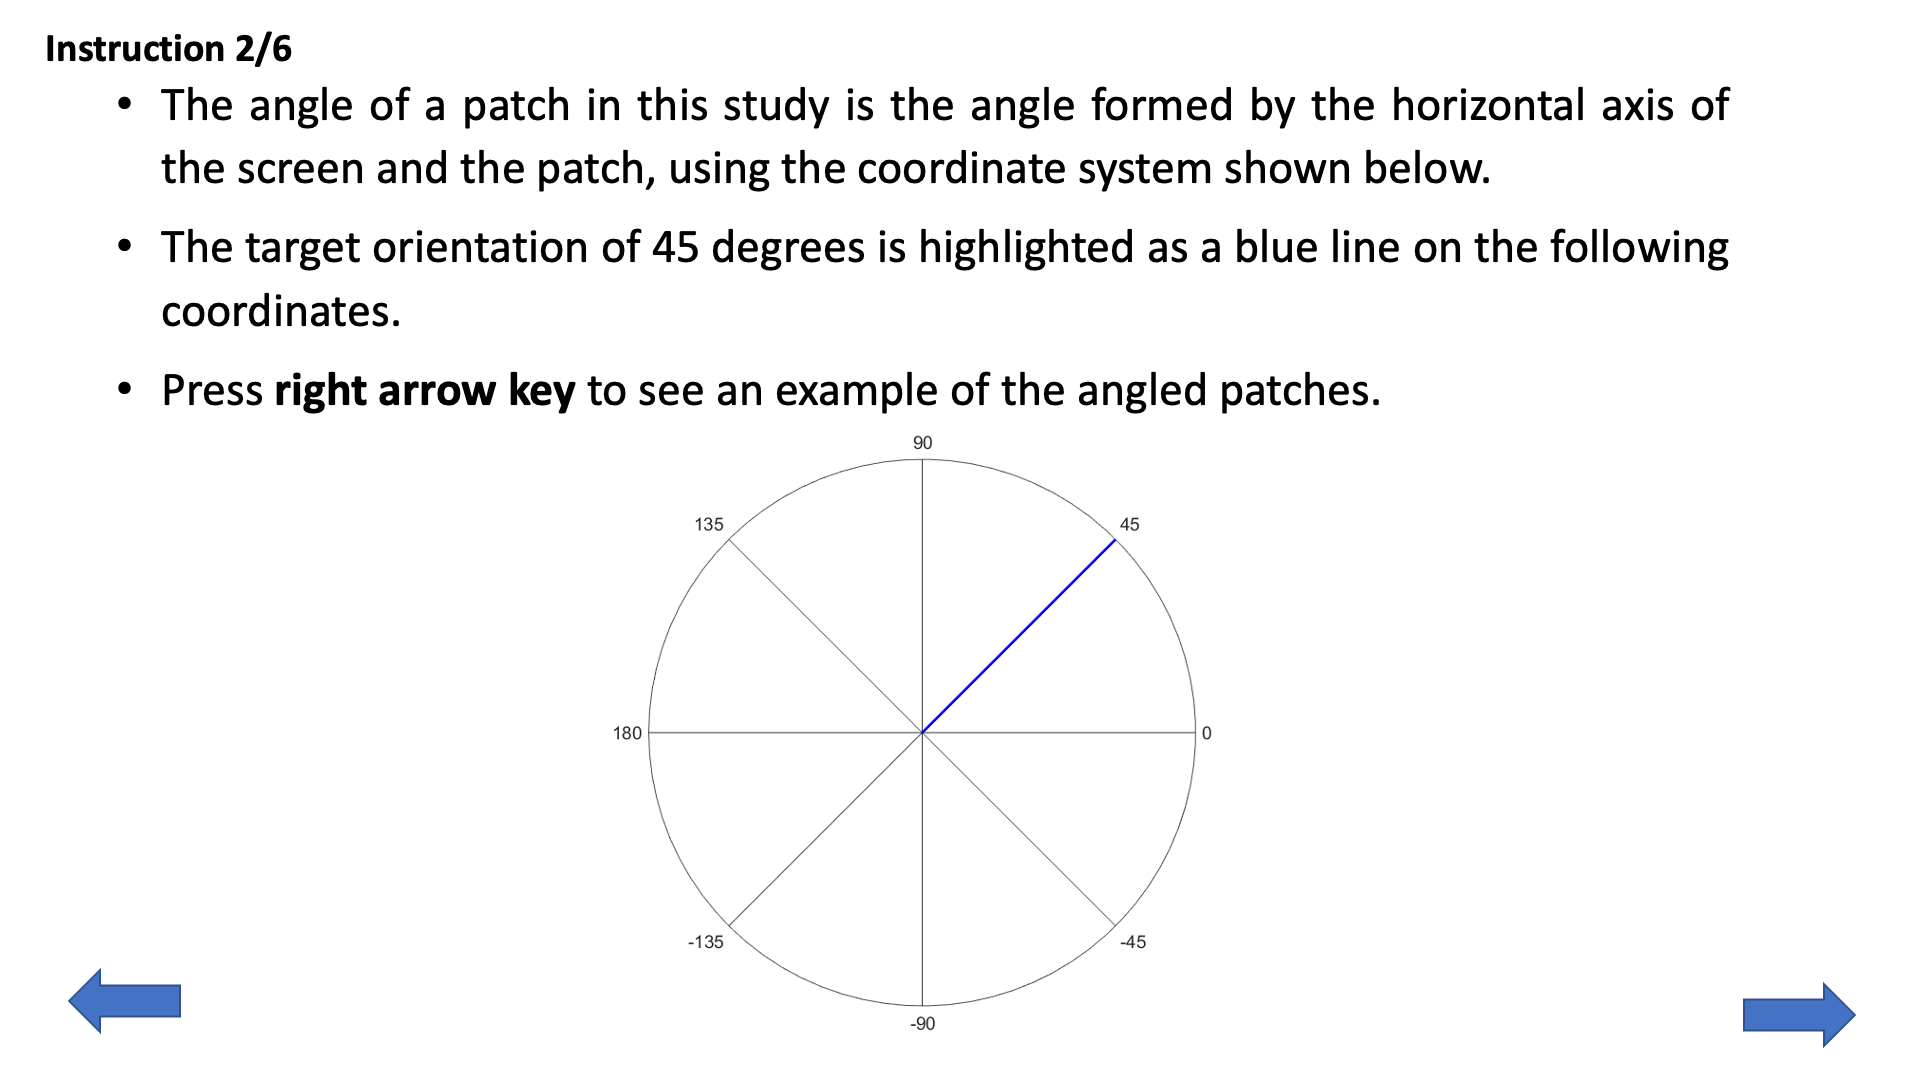 Instruction 2/6
• The angle of a patch in this study is the angle formed by the horizontal axis of
the screen and the patch, using the coordinate system shown below.
• The target orientation of 45 degrees is highlighted as a blue line on the following
coordinates.
• Press right arrow key to see an example of the angled patches.
90
135
45
180
0
-135
-45
-90